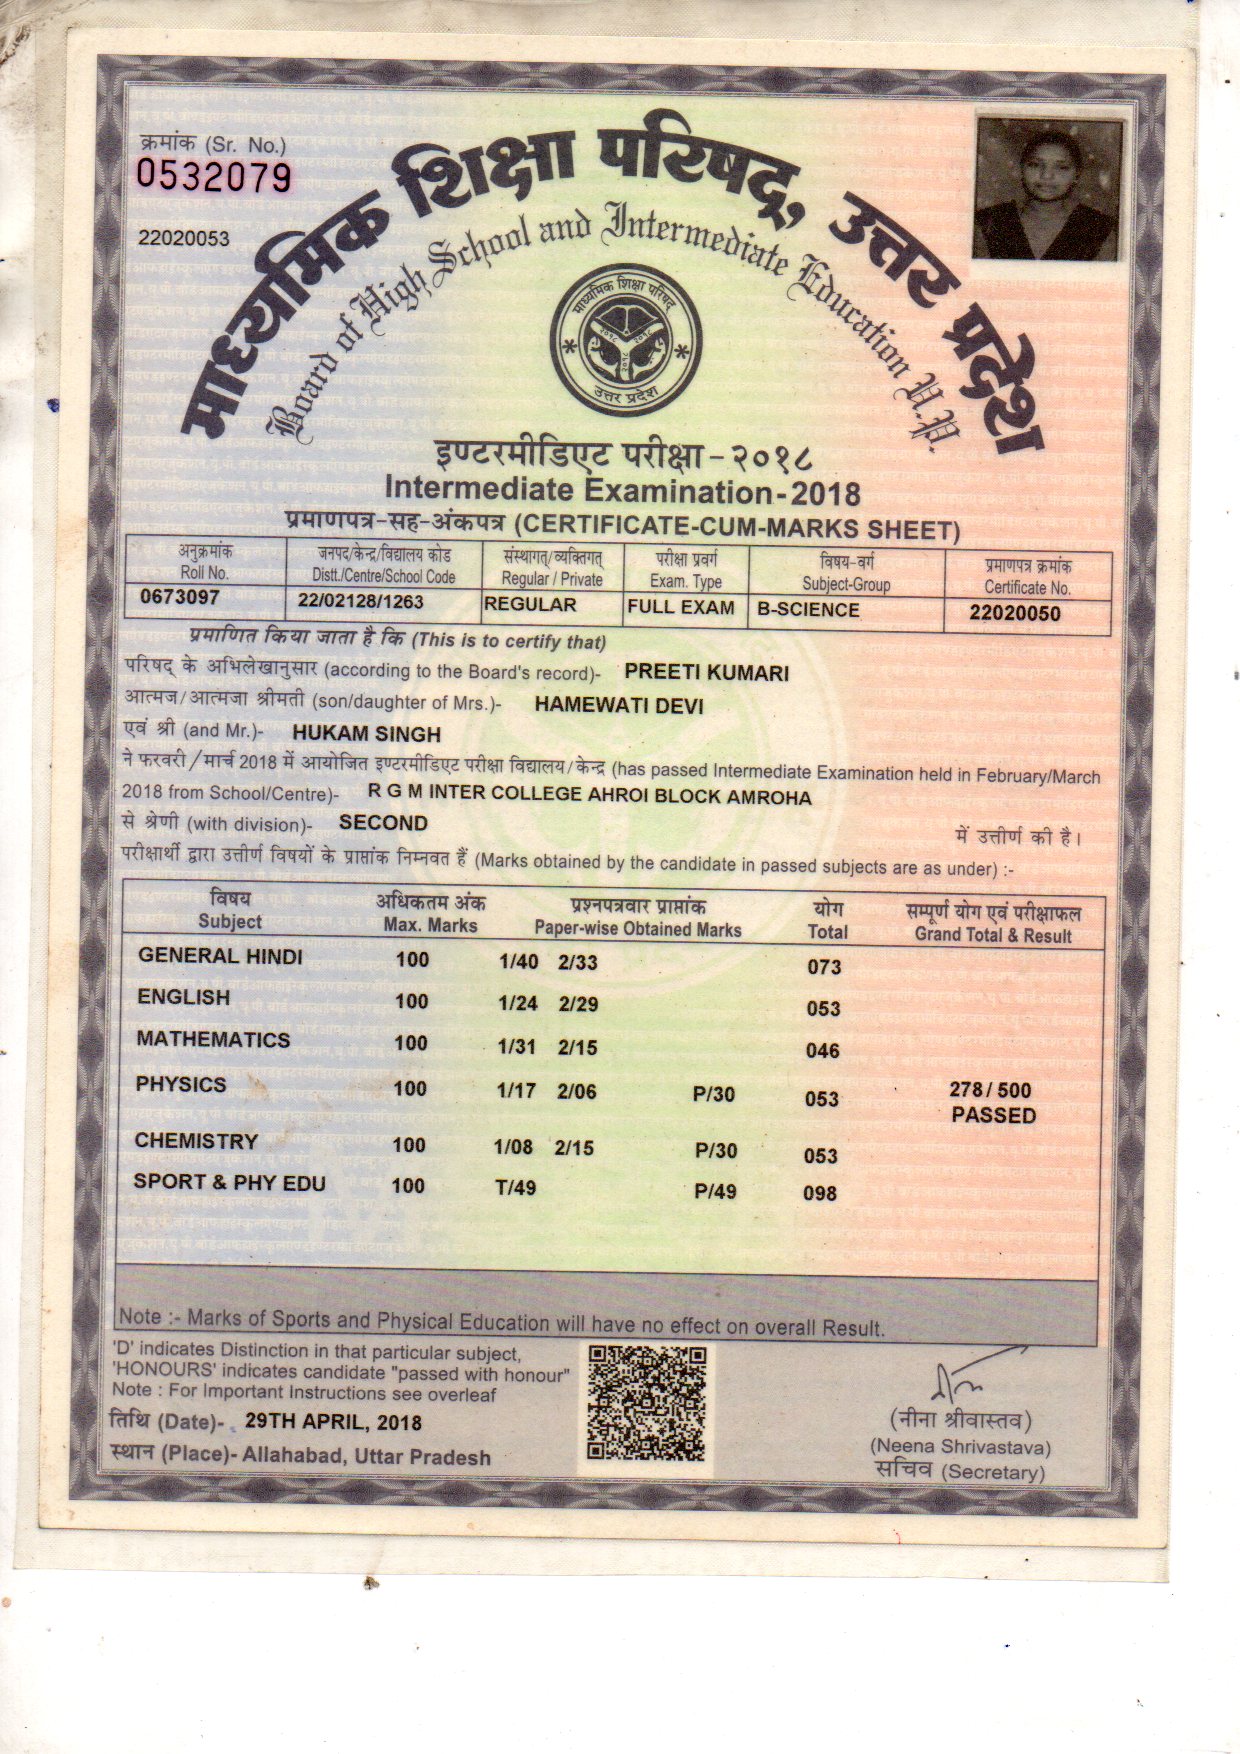 क्रमांक (Sr. No.)
0532079
22020053
माध्यमिक शिक्षा परिषद्, उत्तर प्रदेश
Board of High School and Intermediate Education U.P.
माध्यमिक शिक्षा परिषद्
उत्तर प्रदेश
इण्टरमीडिएट परीक्षा - २०१८
Intermediate Examination - 2018
प्रमाणपत्र-सह-अंकपत्र (CERTIFICATE-CUM-MARKS SHEET)
अनुक्रमांक जनपद/केन्द्र/विद्यालय कोड संस्थागत/व्यक्तिगत् परीक्षा प्रवर्ग विषय-वर्ग प्रमाणपत्र क्रमांक
Roll No. Distt./Centre/School Code Regular / Private Exam. Type Subject-Group Certificate No.
0673097 22/02128/1263 REGULAR FULL EXAM B-SCIENCE 22020050
प्रमाणित किया जाता है कि (This is to certify that)
परिषद् के अभिलेखानुसार (according to the Board's record)- PREETI KUMARI
आत्मज/आत्मजा श्रीमती (son/daughter of Mrs.)- HAMEWATI DEVI
एवं श्री (and Mr.)- HUKAM SINGH
ने फरवरी/मार्च 2018 में आयोजित इण्टरमीडिएट परीक्षा विद्यालय/केन्द्र (has passed Intermediate Examination held in February/March
2018 from School/Centre)- R G M INTER COLLEGE AHROI BLOCK AMROHA
से श्रेणी (with division)- SECOND में उत्तीर्ण की है।
परीक्षार्थी द्वारा उत्तीर्ण विषयों के प्राप्तांक निम्नवत हैं (Marks obtained by the candidate in passed subjects are as under) :-
विषय अधिकतम अंक प्रश्नपत्रवार प्राप्तांक योग सम्पूर्ण योग एवं परीक्षाफल
Subject Max. Marks Paper-wise Obtained Marks Total Grand Total & Result
GENERAL HINDI 100 1/40 2/33 073
ENGLISH 100 1/24 2/29 053
MATHEMATICS 100 1/31 2/15 046
PHYSICS 100 1/17 2/06 P/30 053 278/ 500
PASSED
CHEMISTRY 100 1/08 2/15 P/30 053
SPORT & PHY EDU 100 T/49 P/49 098
Note :- Marks of Sports and Physical Education will have no effect on overall Result.
'D' indicates Distinction in that particular subject,
'HONOURS' indicates candidate "passed with honour"
Note : For Important Instructions see overleaf
तिथि (Date)- 29TH APRIL, 2018
स्थान (Place)- Allahabad, Uttar Pradesh
(नीना श्रीवास्तव)
(Neena Shrivastava)
सचिव (Secretary)